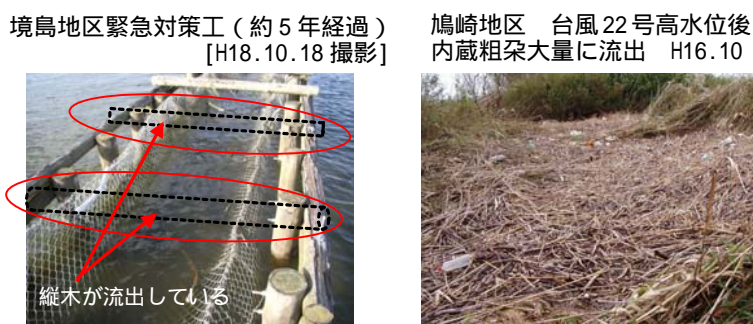 境島地区緊急対策工(約5年経過)
[H18.10.18撮影]
鳩崎地区 台風22号高水位後
内蔵粗朶大量に流出 H16.10
縦木が流出している